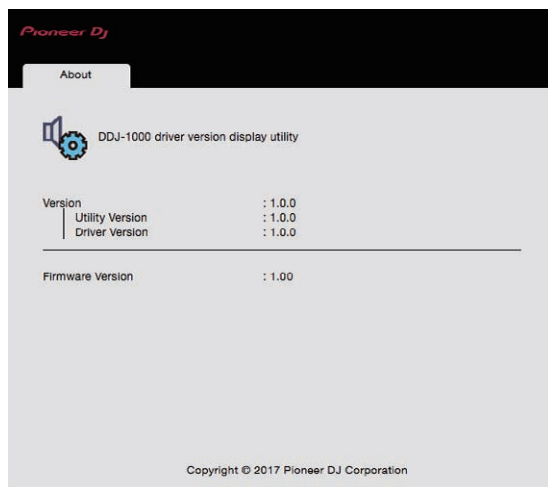 Pioneer Dj
About
DDJ-1000 driver version display utility
Version : 1.0.0
Utility Version : 1.0.0
Driver Version : 1.0.0
Firmware Version : 1.00
Copyright © 2017 Pioneer DJ Corporation